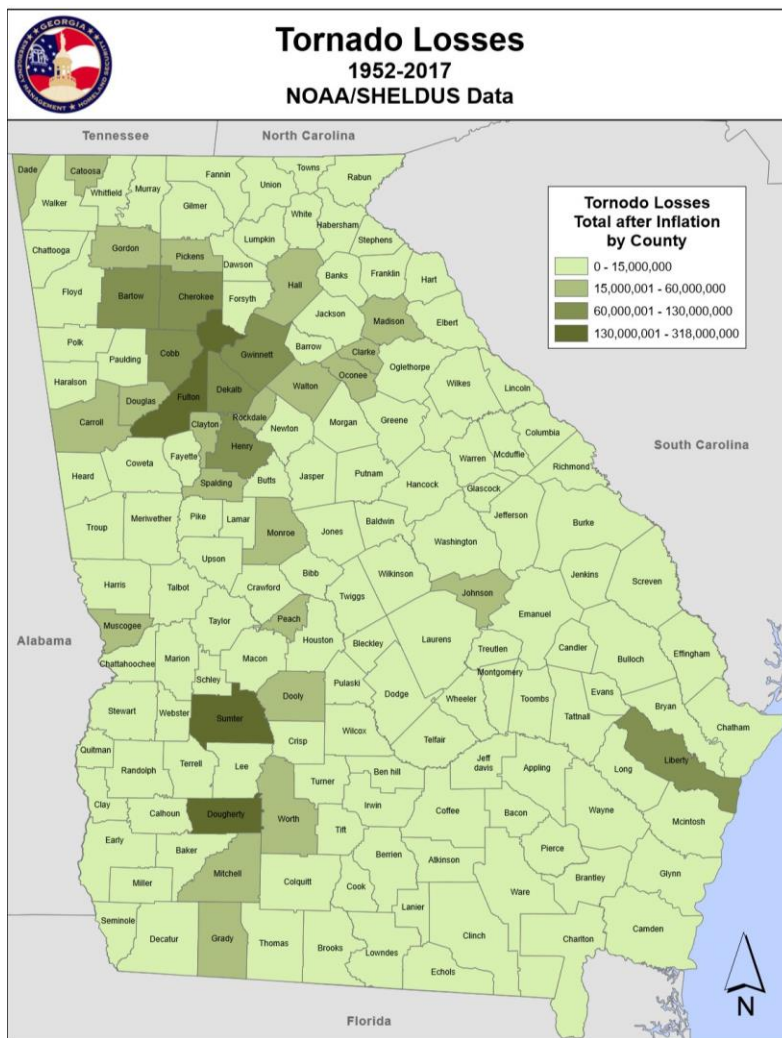 GEORGIA
EMERGENCY MANAGEMENT
HOMELAND SECURITY
Tornado Losses
1952-2017
NOAA/SHELDUS Data
Tennessee
North Carolina
Tornodo Losses
Total after Inflation
by County
0 - 15,000,000
15,000,001 - 60,000,000
60,000,001 - 130,000,000
130,000,001 - 318,000,000
Dade
Catoosa
Walker
Whitfield
Murray
Fannin
Gilmer
Union
Towns
Rabun
White
Habersham
Lumpkin
Stephens
Chattooga
Gordon
Pickens
Dawson
Hall
Banks
Franklin
Hart
Floyd
Bartow
Cherokee
Forsyth
Jackson
Madison
Elbert
Polk
Paulding
Cobb
Gwinnett
Barrow
Clarke
Oconee
Oglethorpe
Wilkes
Lincoln
Haralson
Douglas
Fulton
Dekalb
Walton
Carroll
Clayton
Rockdale
Newton
Morgan
Greene
Columbia
Mcduffie
Warren
Richmond
South Carolina
Heard
Coweta
Fayette
Henry
Spalding
Butts
Jasper
Putnam
Hancock
Glascock
Jefferson
Burke
Troup
Meriwether
Pike
Lamar
Monroe
Jones
Baldwin
Washington
Upson
Bibb
Wilkinson
Jenkins
Screven
Harris
Talbot
Crawford
Twiggs
Johnson
Emanuel
Muscogee
Taylor
Peach
Houston
Bleckley
Laurens
Treutlen
Candler
Bulloch
Effingham
Alabama
Chattahoochee
Marion
Macon
Schley
Dooly
Pulaski
Dodge
Wheeler
Montgomery
Toombs
Tattnall
Evans
Bryan
Chatham
Stewart
Webster
Sumter
Crisp
Wilcox
Telfair
Jeff
davis
Appling
Long
Liberty
Quitman
Randolph
Terrell
Lee
Turner
Ben hill
Irwin
Coffee
Bacon
Wayne
Mcintosh
Clay
Calhoun
Dougherty
Worth
Tift
Early
Baker
Mitchell
Berrien
Atkinson
Pierce
Brantley
Glynn
Miller
Colquitt
Cook
Lanier
Ware
Seminole
Decatur
Grady
Thomas
Brooks
Lowndes
Clinch
Echols
Charlton
Camden
Florida
N